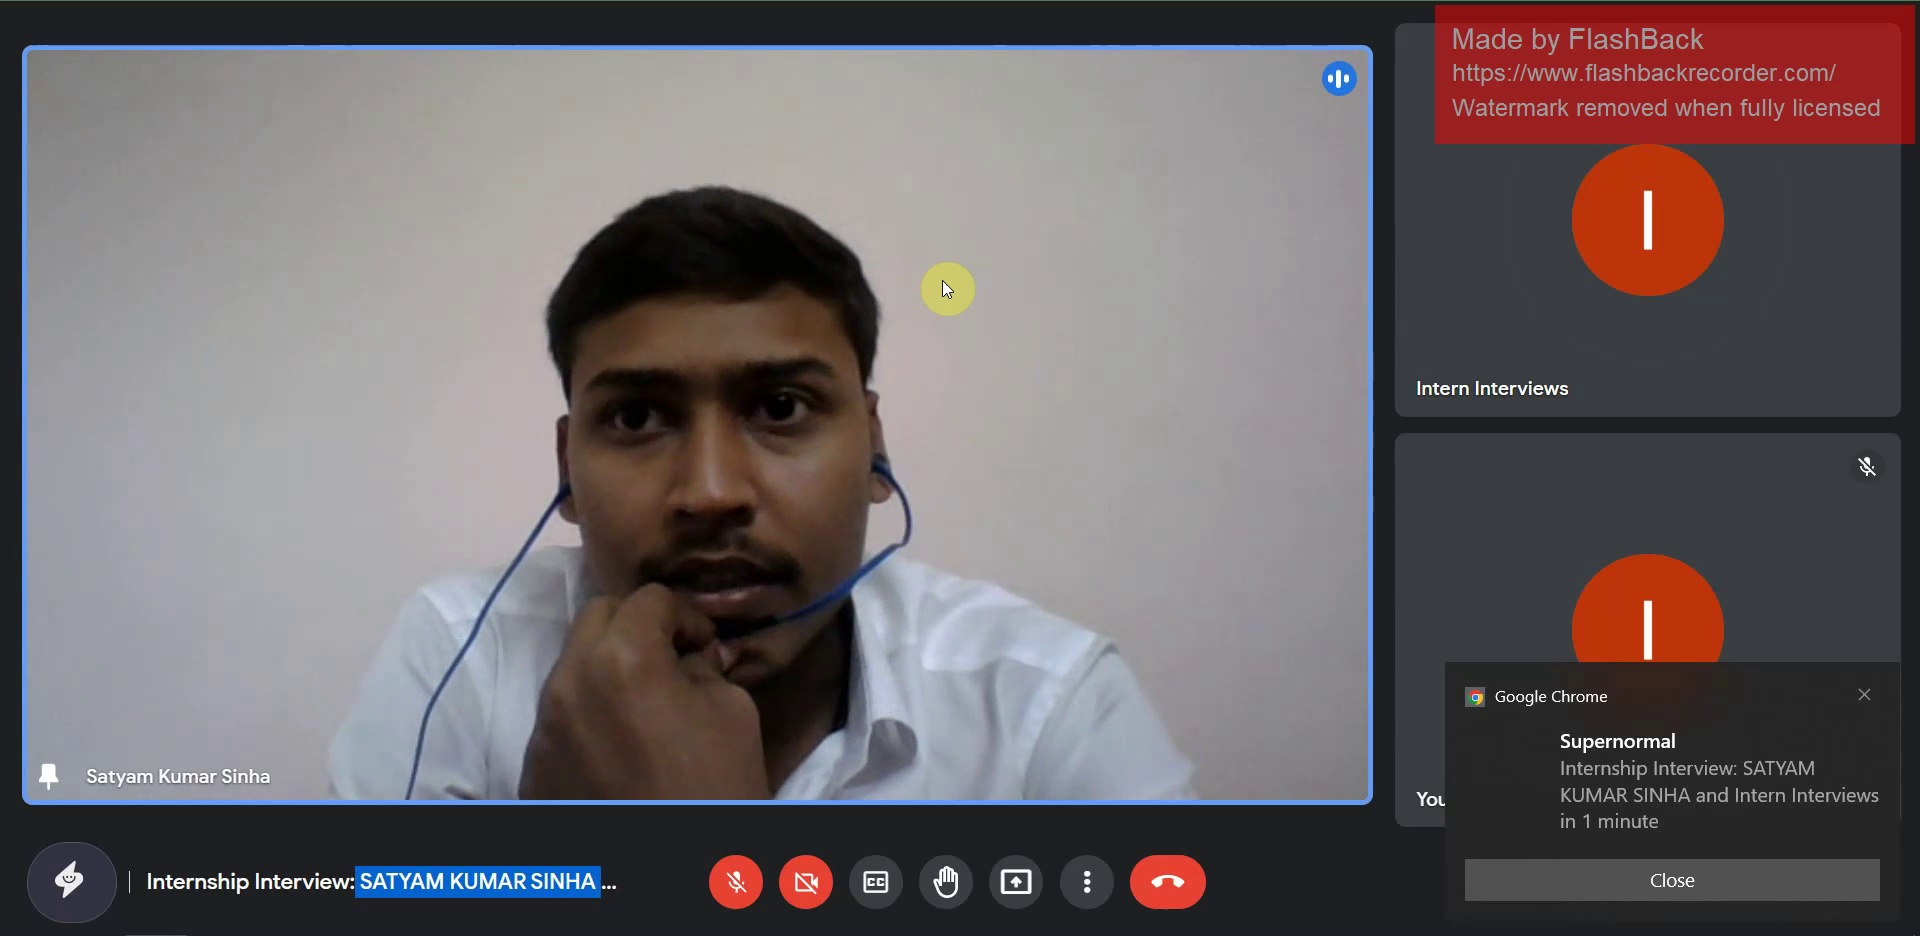 Made by FlashBack
https://www.flashbackrecorder.com/
Watermark removed when fully licensed
I
Intern Interviews
I
You
Satyam Kumar Sinha
Google Chrome
Supernormal
Internship Interview: SATYAM
KUMAR SINHA and Intern Interviews
in 1 minute
Close
Internship Interview: SATYAM KUMAR SINHA ...
CC